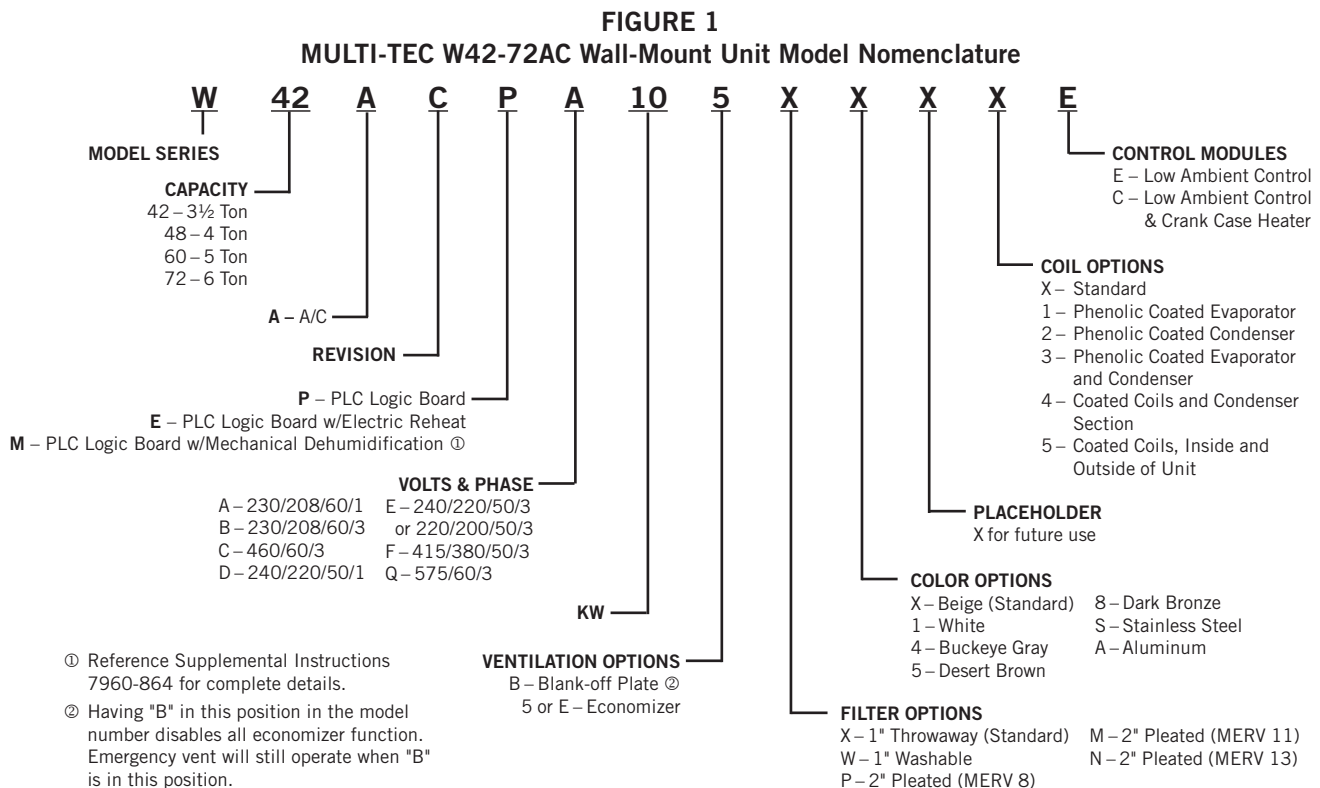 FIGURE 1
MULTI-TEC W42-72AC Wall-Mount Unit Model Nomenclature
W 42 A C P A 10 5 X X X X E
MODEL SERIES
CAPACITY
42 – 3½ Ton
48 – 4 Ton
60 – 5 Ton
72 – 6 Ton
A – A/C
REVISION
P – PLC Logic Board
E – PLC Logic Board w/Electric Reheat
M – PLC Logic Board w/Mechanical Dehumidification ①
VOLTS & PHASE
A – 230/208/60/1 E – 240/220/50/3
B – 230/208/60/3 or 220/200/50/3
C – 460/60/3 F – 415/380/50/3
D – 240/220/50/1 Q – 575/60/3
KW
VENTILATION OPTIONS
B – Blank-off Plate ②
5 or E – Economizer
FILTER OPTIONS
X – 1" Throwaway (Standard) M – 2" Pleated (MERV 11)
W – 1" Washable N – 2" Pleated (MERV 13)
P – 2" Pleated (MERV 8)
COLOR OPTIONS
X – Beige (Standard) 8 – Dark Bronze
1 – White S – Stainless Steel
4 – Buckeye Gray A – Aluminum
5 – Desert Brown
PLACEHOLDER
X for future use
COIL OPTIONS
X – Standard
1 – Phenolic Coated Evaporator
2 – Phenolic Coated Condenser
3 – Phenolic Coated Evaporator
and Condenser
4 – Coated Coils and Condenser
Section
5 – Coated Coils, Inside and
Outside of Unit
CONTROL MODULES
E – Low Ambient Control
C – Low Ambient Control
& Crank Case Heater
① Reference Supplemental Instructions
7960-864 for complete details.
② Having "B" in this position in the model
number disables all economizer function.
Emergency vent will still operate when "B"
is in this position.